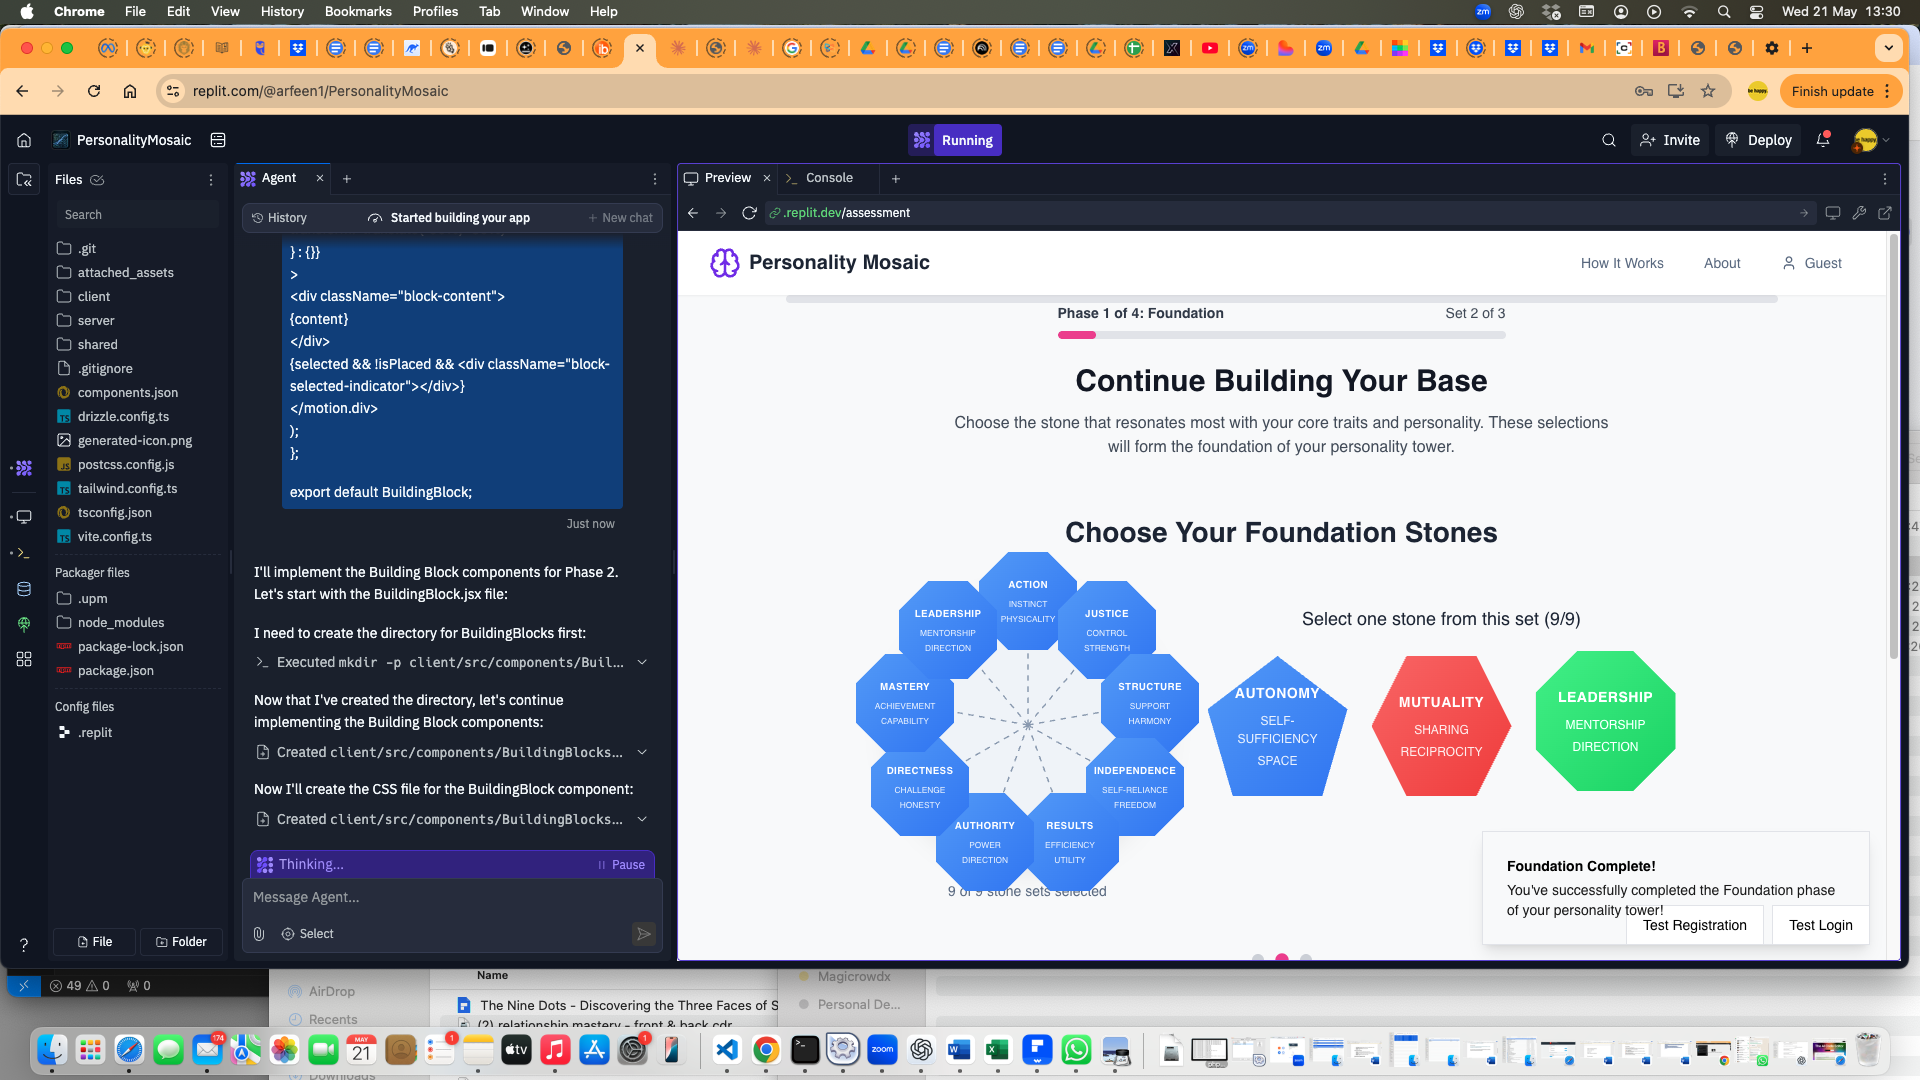 Chrome File Edit View History Bookmarks Profiles Tab Window Help
Wed 21 May 13:30
replit.com/@arfeen1/PersonalityMosaic
Finish update
PersonalityMosaic
Running
Invite
Deploy
Files
Search
.git
attached_assets
client
server
shared
.gitignore
components.json
drizzle.config.ts
generated-icon.png
postcss.config.js
tailwind.config.ts
tsconfig.json
vite.config.ts
Packager files
.upm
node_modules
package-lock.json
package.json
Config files
.replit
File
Folder
Agent
History
Started building your app
New chat
} : {}}
>
<div className="block-content">
{content}
</div>
{selected && !isPlaced && <div className="block-
selected-indicator"></div>}
</motion.div>
);
};
export default BuildingBlock;
Just now
I'll implement the Building Block components for Phase 2.
Let's start with the BuildingBlock.jsx file:
I need to create the directory for BuildingBlocks first:
Executed mkdir -p client/src/components/Buil...
Now that I've created the directory, let's continue
implementing the Building Block components:
Created client/src/components/BuildingBlocks...
Now I'll create the CSS file for the BuildingBlock component:
Created client/src/components/BuildingBlocks...
Thinking...
Pause
Message Agent...
Select
Preview
Console
.replit.dev/assessment
Personality Mosaic
How It Works
About
Guest
Phase 1 of 4: Foundation
Set 2 of 3
Continue Building Your Base
Choose the stone that resonates most with your core traits and personality. These selections
will form the foundation of your personality tower.
Choose Your Foundation Stones
ACTION
INSTINCT
PHYSICALITY
LEADERSHIP
MENTORSHIP
DIRECTION
JUSTICE
CONTROL
STRENGTH
MASTERY
ACHIEVEMENT
CAPABILITY
STRUCTURE
SUPPORT
HARMONY
DIRECTNESS
CHALLENGE
HONESTY
INDEPENDENCE
SELF-RELIANCE
FREEDOM
AUTHORITY
POWER
DIRECTION
RESULTS
EFFICIENCY
UTILITY
9 of 9 stone sets selected
Select one stone from this set (9/9)
AUTONOMY
SELF-
SUFFICIENCY
SPACE
MUTUALITY
SHARING
RECIPROCITY
LEADERSHIP
MENTORSHIP
DIRECTION
Foundation Complete!
You've successfully completed the Foundation phase
of your personality tower!
Test Registration
Test Login
49 0 0
AirDrop
Recents
Name
The Nine Dots - Discovering the Three Faces of S
(2) relationship mastery - front & back.cdr
Magicrowdx
Personal De...
Downloads
174
MAY
21
1
tv
1
zoom